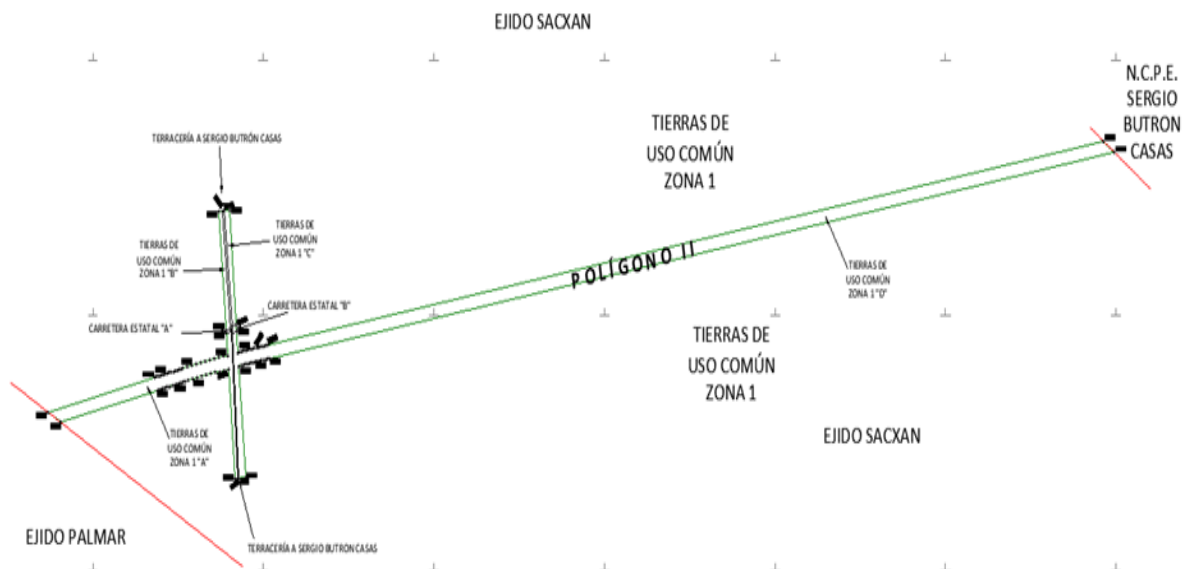 EJIDO SACXAN
N.C.P.E.
SERGIO
BUTRON
CASAS
TIERRAS DE
USO COMÚN
ZONA 1
TERRACERÍA A SERGIO BUTRÓN CASAS
TIERRAS DE
USO COMÚN
ZONA 1 "C"
TIERRAS DE
USO COMÚN
ZONA 1 "B"
POLÍGONO II
TIERRAS DE
USO COMÚN
ZONA 1 "D"
CARRETERA ESTATAL "B"
CARRETERA ESTATAL "A"
TIERRAS DE
USO COMÚN
ZONA 1
TIERRAS DE
USO COMÚN
ZONA 1 "A"
EJIDO SACXAN
EJIDO PALMAR
TERRACERÍA A SERGIO BUTRON CASAS